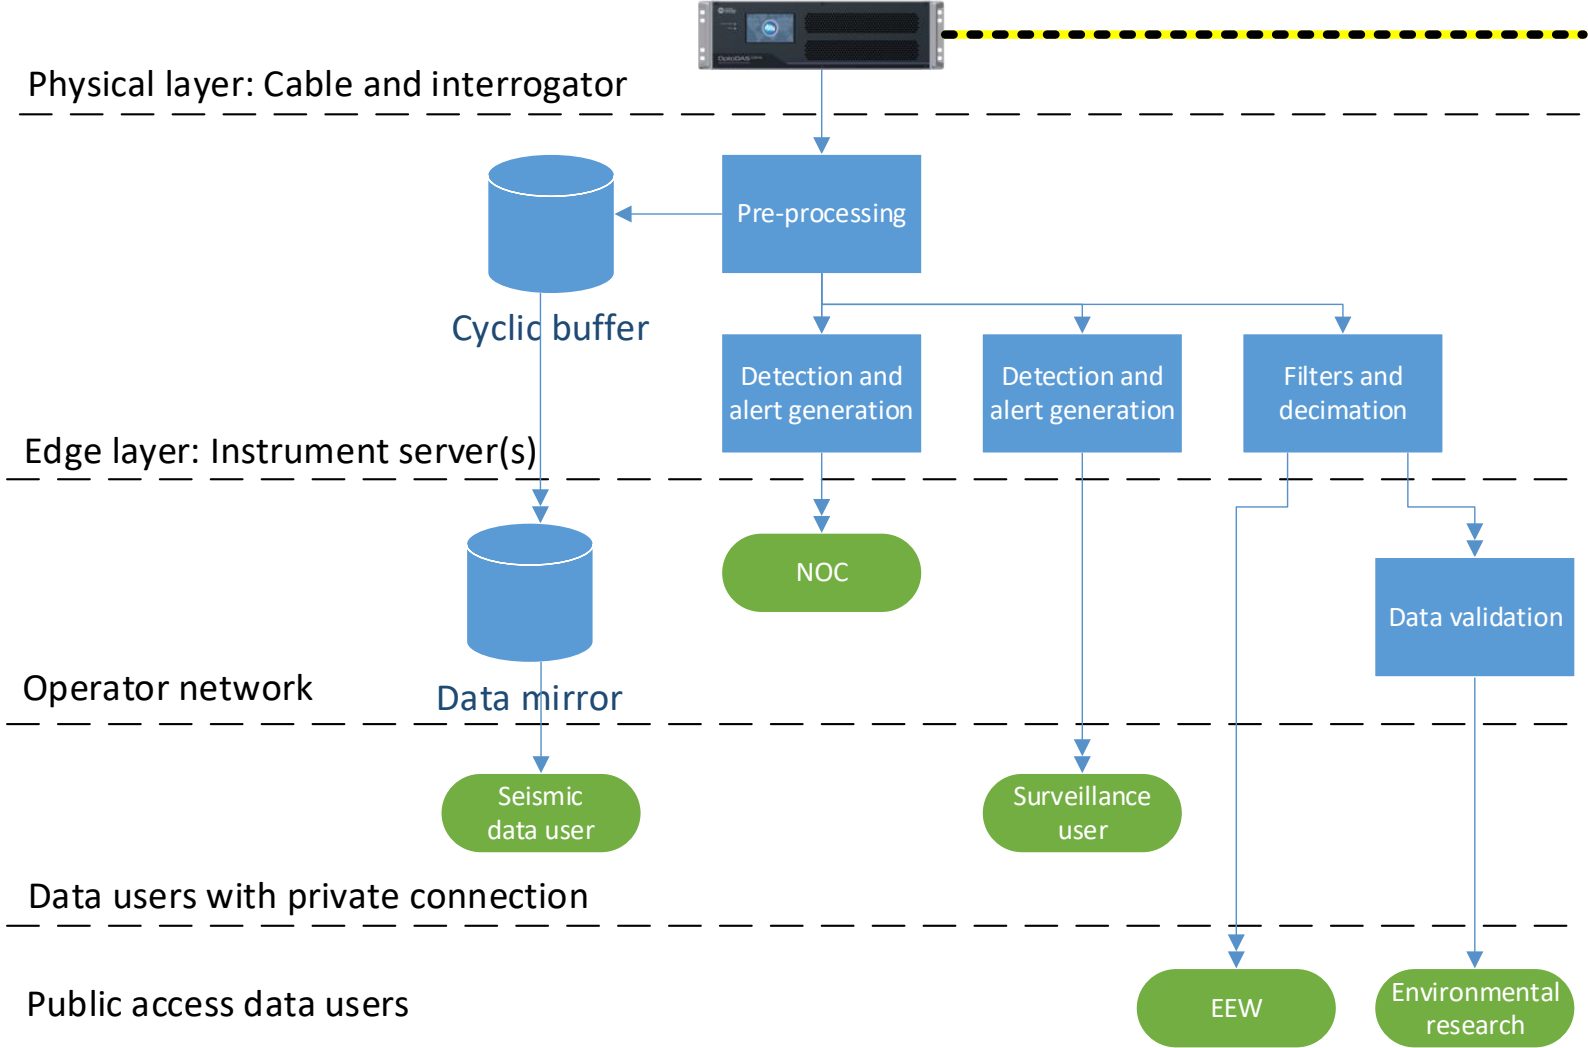 OptoDAS
Physical layer: Cable and interrogator
Pre-processing
Cyclic buffer
Detection and
alert generation
Detection and
alert generation
Filters and
decimation
Edge layer: Instrument server(s)
NOC
Data validation
Operator network
Data mirror
Seismic
data user
Surveillance
user
Data users with private connection
Public access data users
EEW
Environmental
research